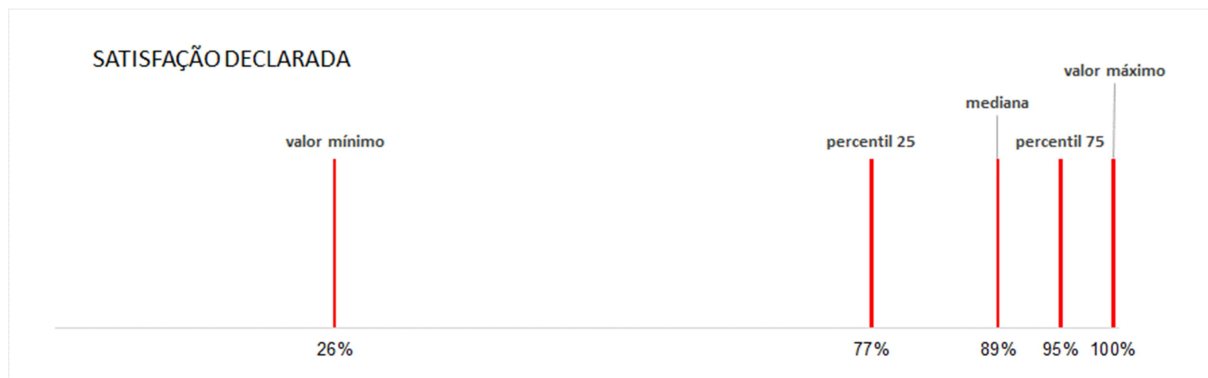 SATISFAÇÃO DECLARADA
valor máximo
mediana
valor mínimo
percentil 25
percentil 75
26%
77%
89%
95%
100%